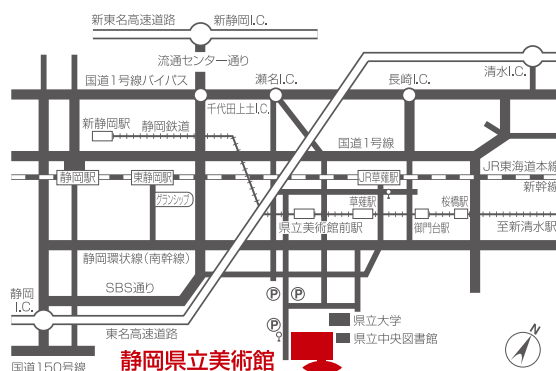 新東名高速道路
新静岡I.C.
流通センター通り
清水I.C.
国道1号線バイパス
瀬名I.C.
長崎I.C.
千代田上土I.C.
新静岡駅
静岡鉄道
国道1号線
JR東海道本線
新幹線
静岡駅
東静岡駅
JR草薙駅
グランシップ
県立美術館前駅
草薙駅
御門台駅
桜橋駅
至新清水駅
静岡環状線(南幹線)
SBS通り
静岡
I.C.
P
P
P
東名高速道路
県立大学
県立中央図書館
静岡県立美術館
国道150号線
N